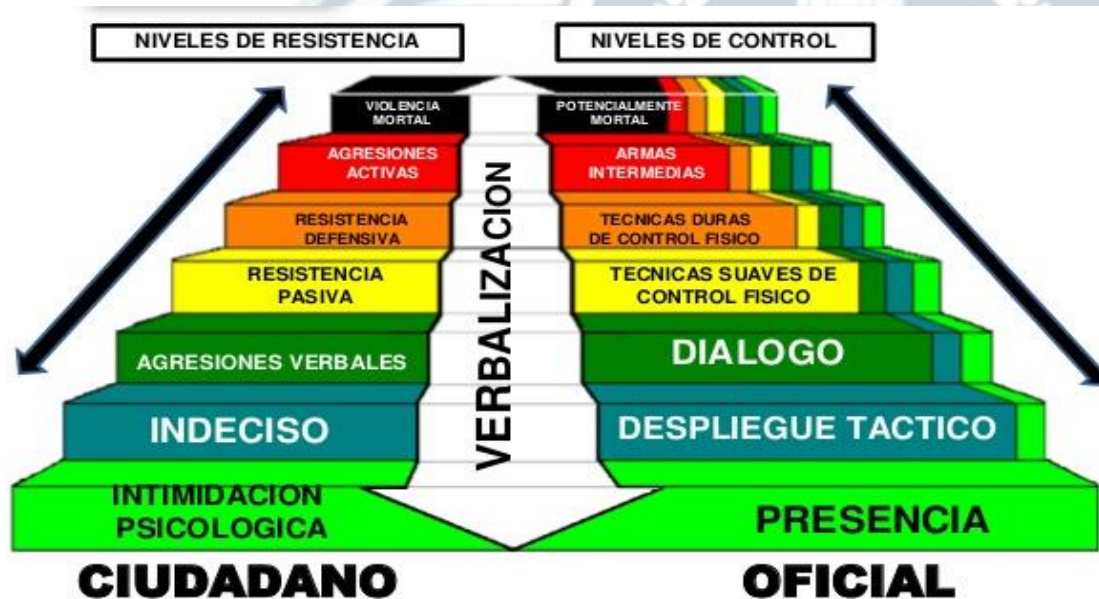 NIVELES DE RESISTENCIA
NIVELES DE CONTROL
VIOLENCIA
MORTAL
POTENCIALMENTE
MORTAL
AGRESIONES
ACTIVAS
ARMAS
INTERMEDIAS
RESISTENCIA
DEFENSIVA
TECNICAS DURAS
DE CONTROL FISICO
RESISTENCIA
PASIVA
TECNICAS SUAVES DE
CONTROL FISICO
AGRESIONES VERBALES
DIALOGO
INDECISO
DESPLIEGUE TACTICO
INTIMIDACION
PSICOLOGICA
PRESENCIA
VERBALIZACION
CIUDADANO
OFICIAL